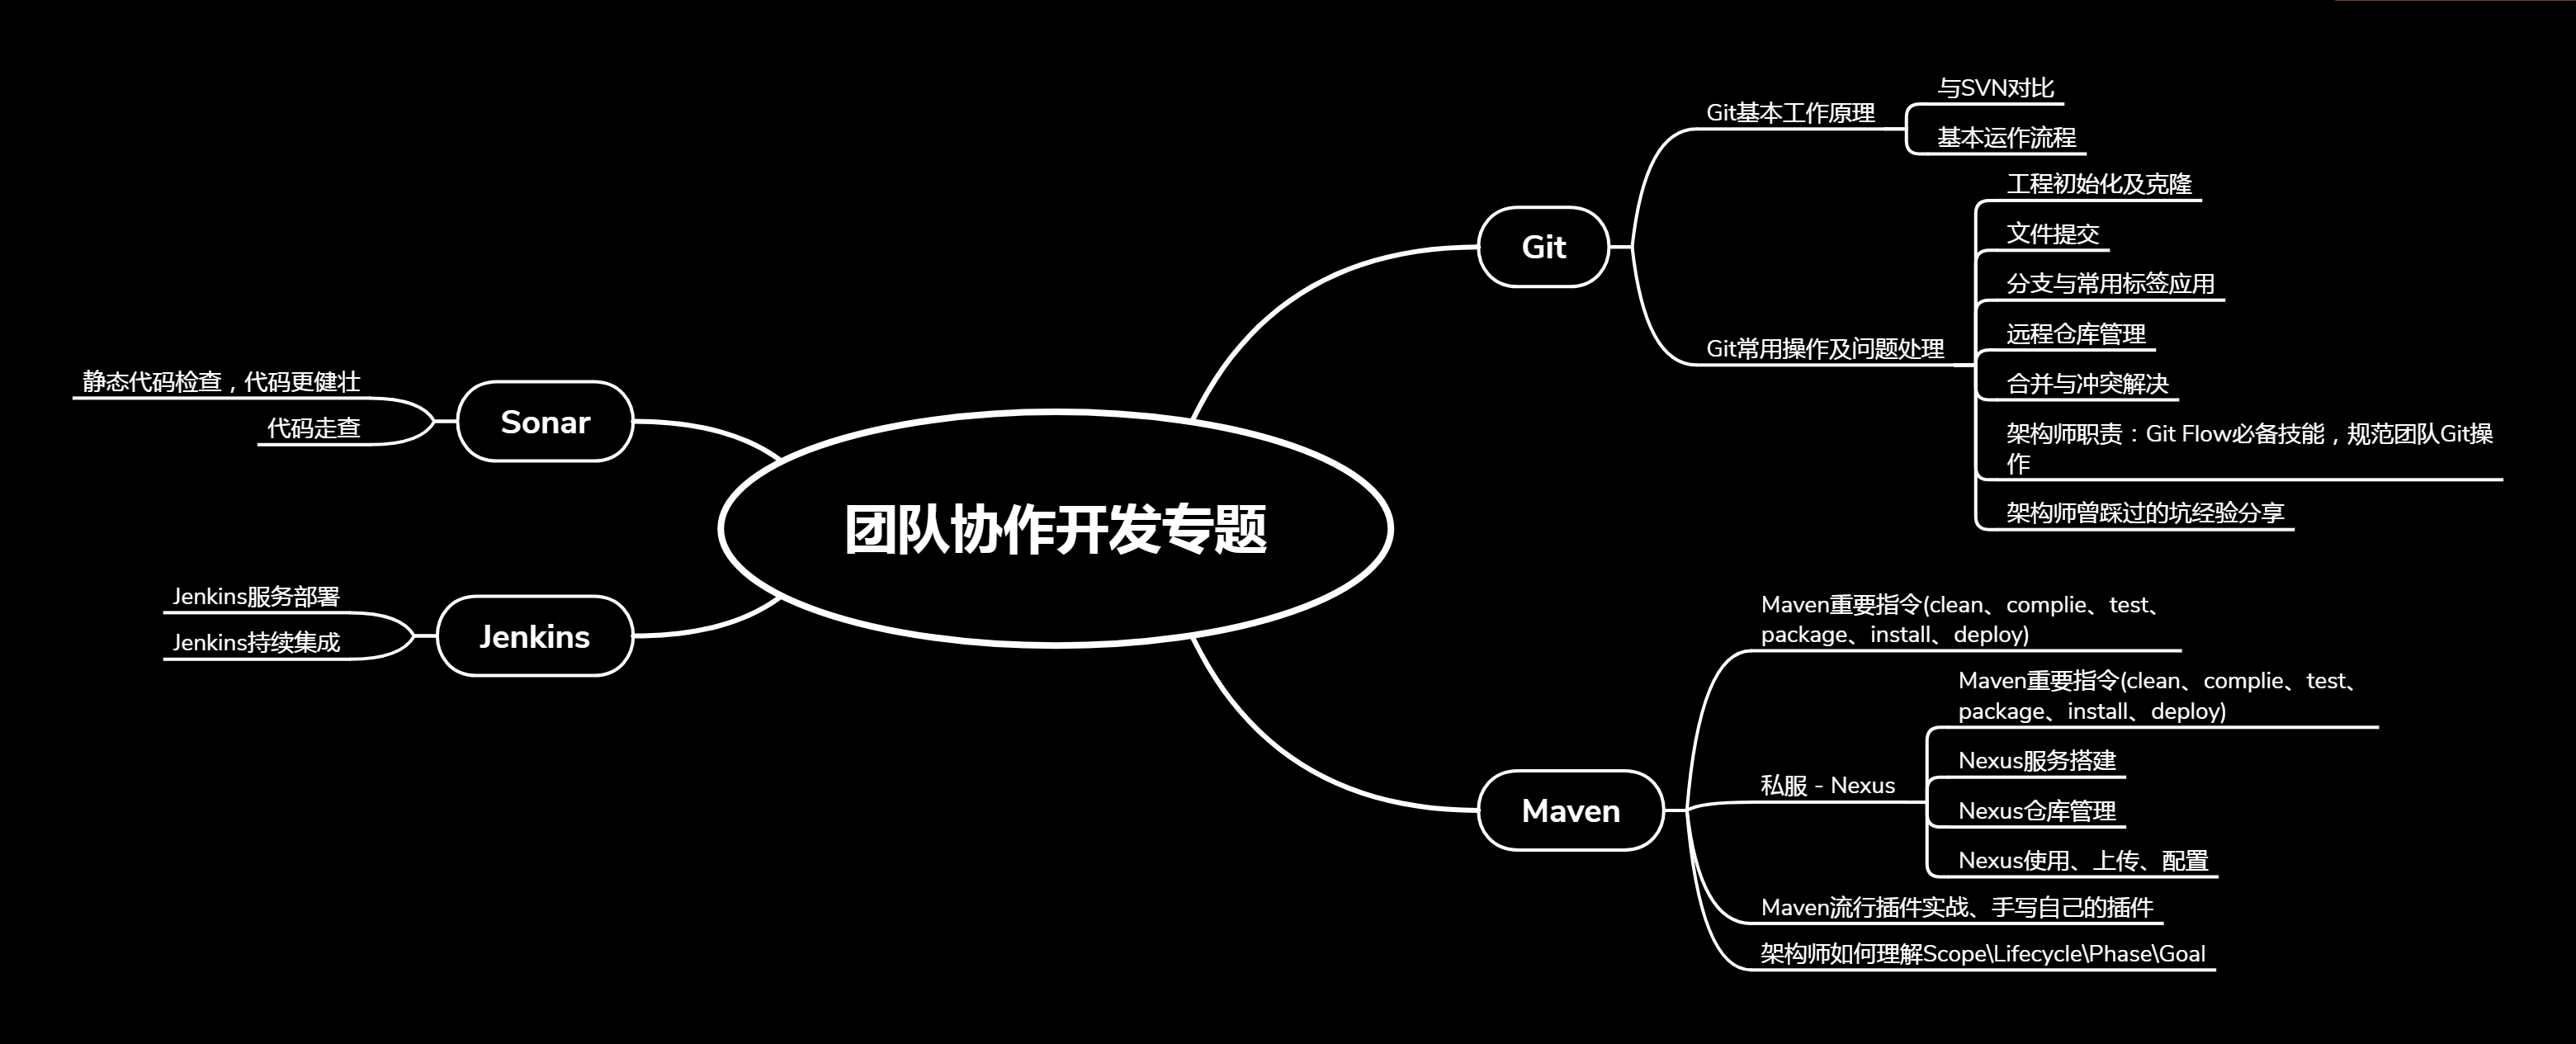 团队协作开发专题
Git
Git基本工作原理
与SVN对比
基本运作流程
Git常用操作及问题处理
工程初始化及克隆
文件提交
分支与常用标签应用
远程仓库管理
合并与冲突解决
架构师职责：Git Flow必备技能，规范团队Git操
作
架构师曾踩过的坑经验分享
Maven
Maven重要指令(clean、complie、test、
package、install、deploy)
私服 - Nexus
Maven重要指令(clean、complie、test、
package、install、deploy)
Nexus服务搭建
Nexus仓库管理
Nexus使用、上传、配置
Maven流行插件实战、手写自己的插件
架构师如何理解Scope\Lifecycle\Phase\Goal
Sonar
静态代码检查，代码更健壮
代码走查
Jenkins
Jenkins服务部署
Jenkins持续集成